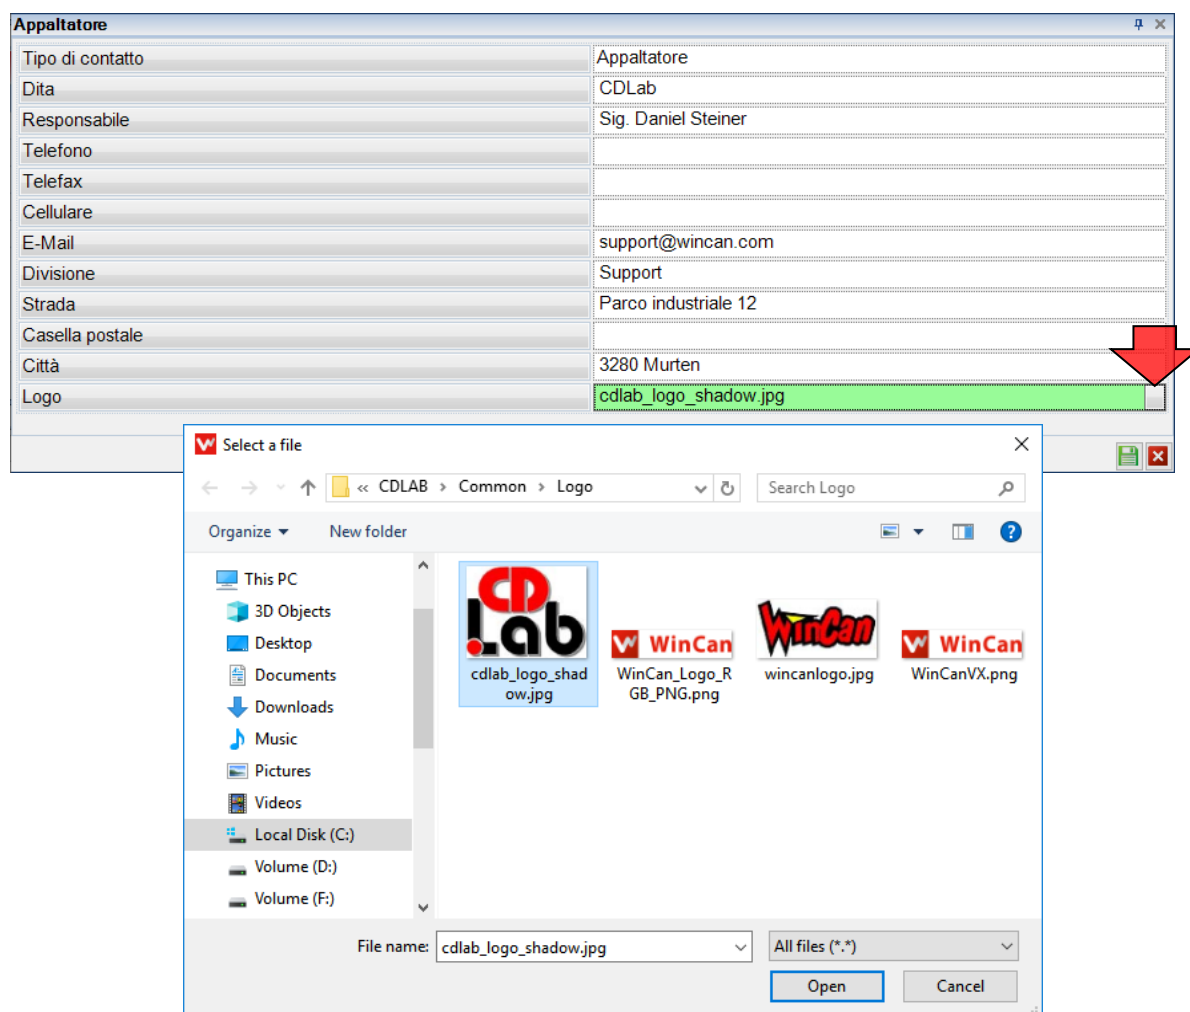 Appaltatore
Tipo di contatto Appaltatore
Dita CDLab
Responsabile Sig. Daniel Steiner
Telefono
Telefax
Cellulare
E-Mail support@wincan.com
Divisione Support
Strada Parco industriale 12
Casella postale
Città 3280 Murten
Logo cdlab_logo_shadow.jpg
Select a file
« CDLAB › Common › Logo Search Logo
Organize New folder
This PC
3D Objects
Desktop
Documents
Downloads
Music
Pictures
Videos
Local Disk (C:)
Volume (D:)
Volume (F:)
CD
Lab
WinCan
WinCan
WinCan
cdlab_logo_shad
ow.jpg
WinCan_Logo_R
GB_PNG.png
wincanlogo.jpg
WinCanVX.png
File name: cdlab_logo_shadow.jpg All files (*.*)
Open Cancel